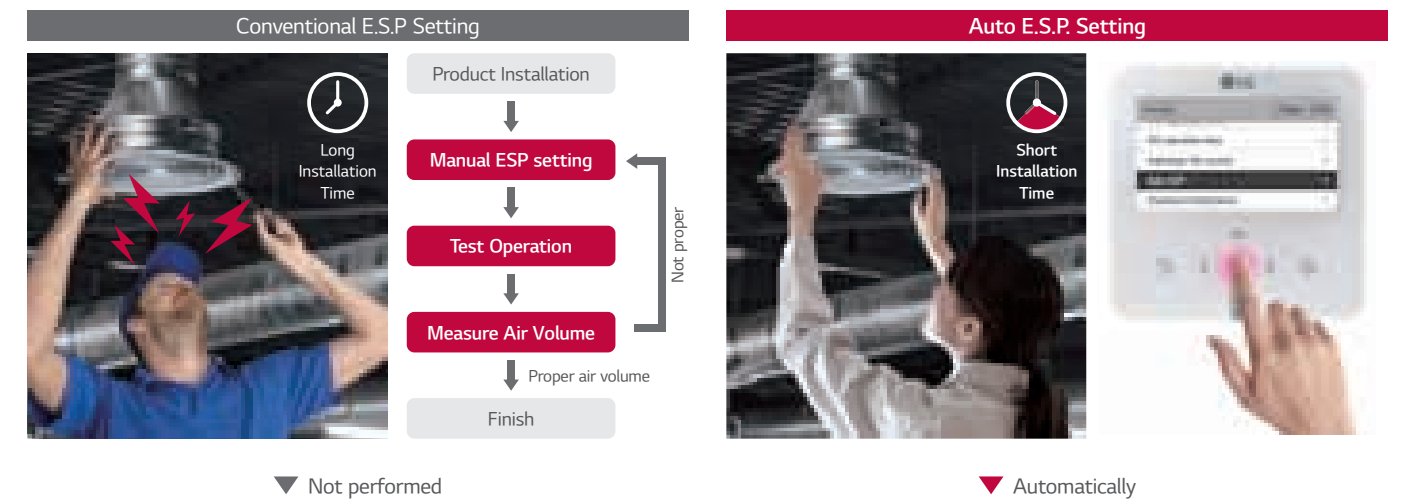 Conventional E.S.P Setting
Long
Installation
Time
Product Installation
Manual ESP setting
Test Operation
Measure Air Volume
Not proper
Proper air volume
Finish
Not performed
Auto E.S.P. Setting
Short
Installation
Time
Automatically